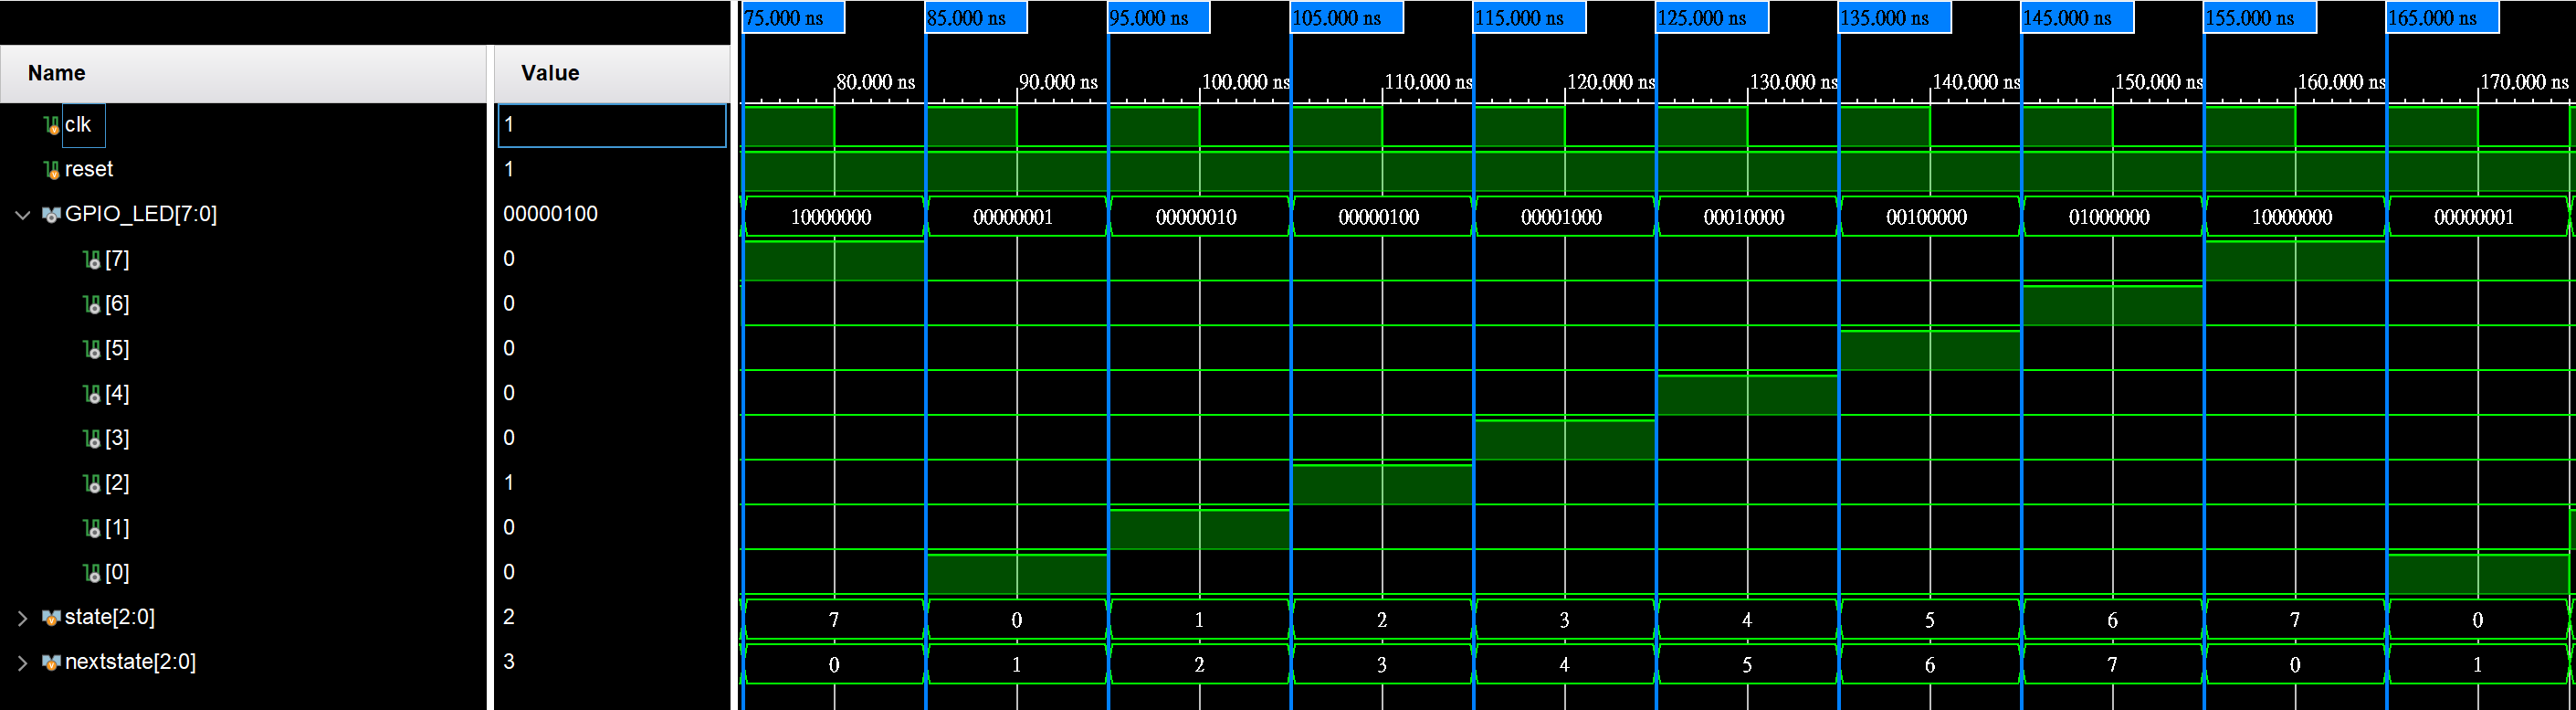 75.000 ns 85.000 ns 95.000 ns 105.000 ns 115.000 ns 125.000 ns 135.000 ns 145.000 ns 155.000 ns 165.000 ns
Name Value 80.000 ns 90.000 ns 100.000 ns 110.000 ns 120.000 ns 130.000 ns 140.000 ns 150.000 ns 160.000 ns 170.000 ns
clk 1
reset 1
GPIO_LED[7:0] 00000100 10000000 00000001 00000010 00000100 00001000 00010000 00100000 01000000 10000000 00000001
[7] 0
[6] 0
[5] 0
[4] 0
[3] 0
[2] 1
[1] 0
[0] 0
state[2:0] 2 7 0 1 2 3 4 5 6 7 0
nextstate[2:0] 3 0 1 2 3 4 5 6 7 0 1